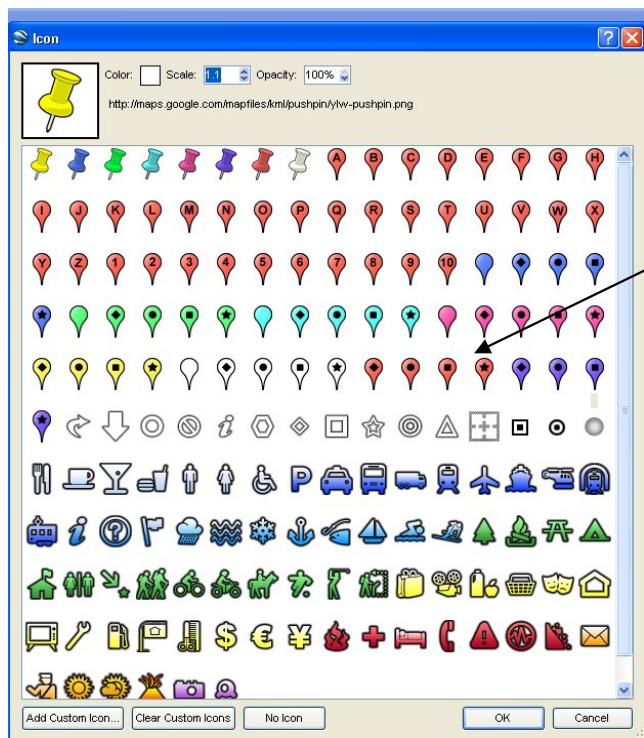 Icon
Color: Scale: 1.1 Opacity: 100%
http://maps.google.com/mapfiles/kml/pushpin/ylw-pushpin.png
A B C D E F G H
I J K L M N O P Q R S T U V W X
Y Z 1 2 3 4 5 6 7 8 9 10
i
P
i ?
$ € ¥
Add Custom Icon... Clear Custom Icons No Icon OK Cancel